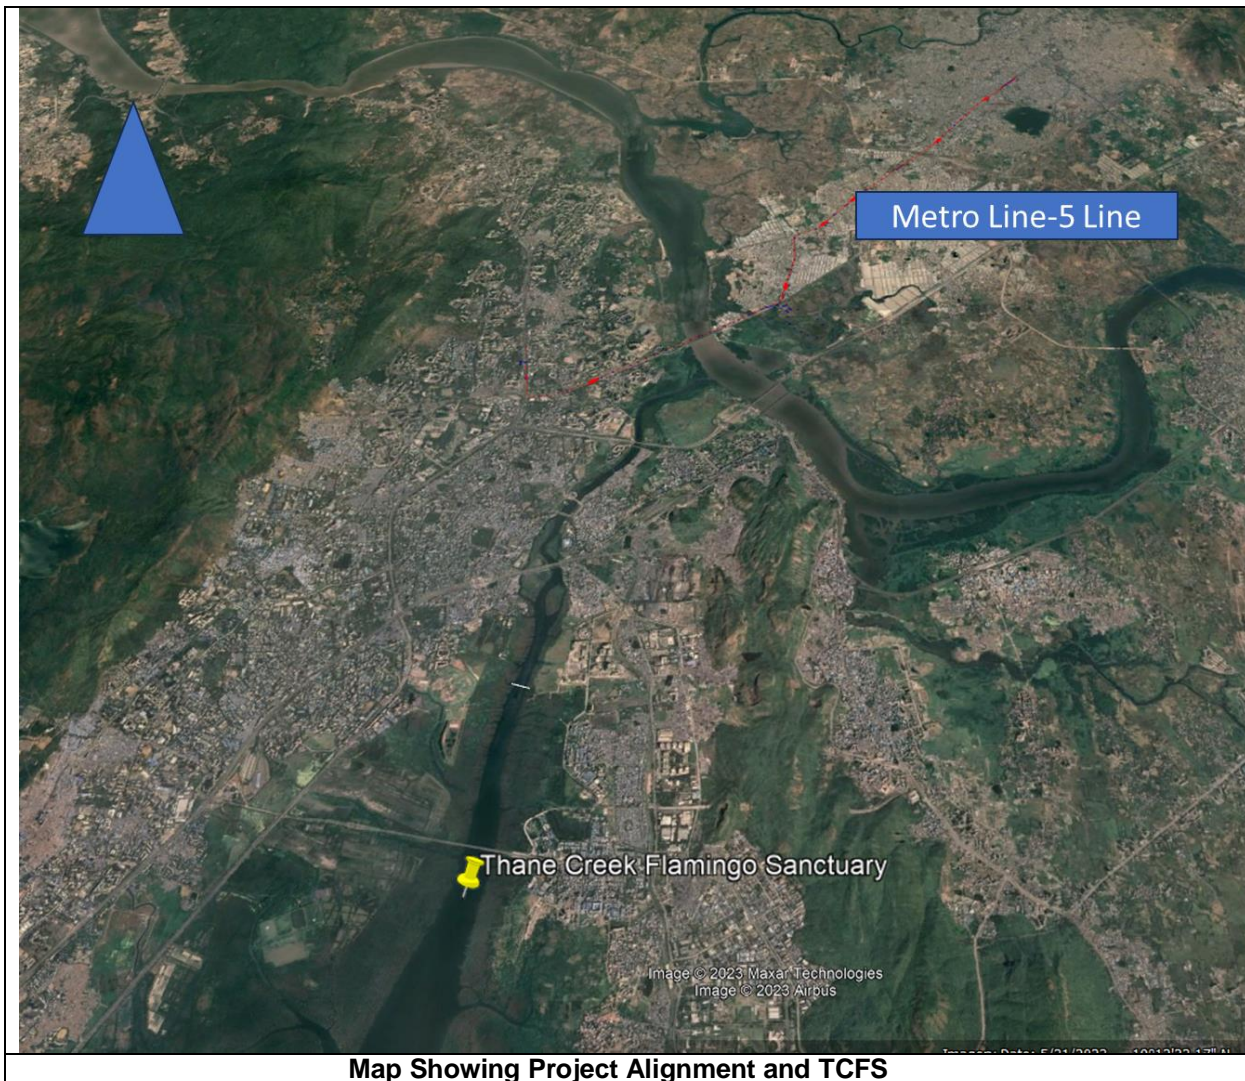 Metro Line-5 Line
Thane Creek Flamingo Sanctuary
Image © 2023 Maxar Technologies
Image © 2023 Airbus
Map Showing Project Alignment and TCFS